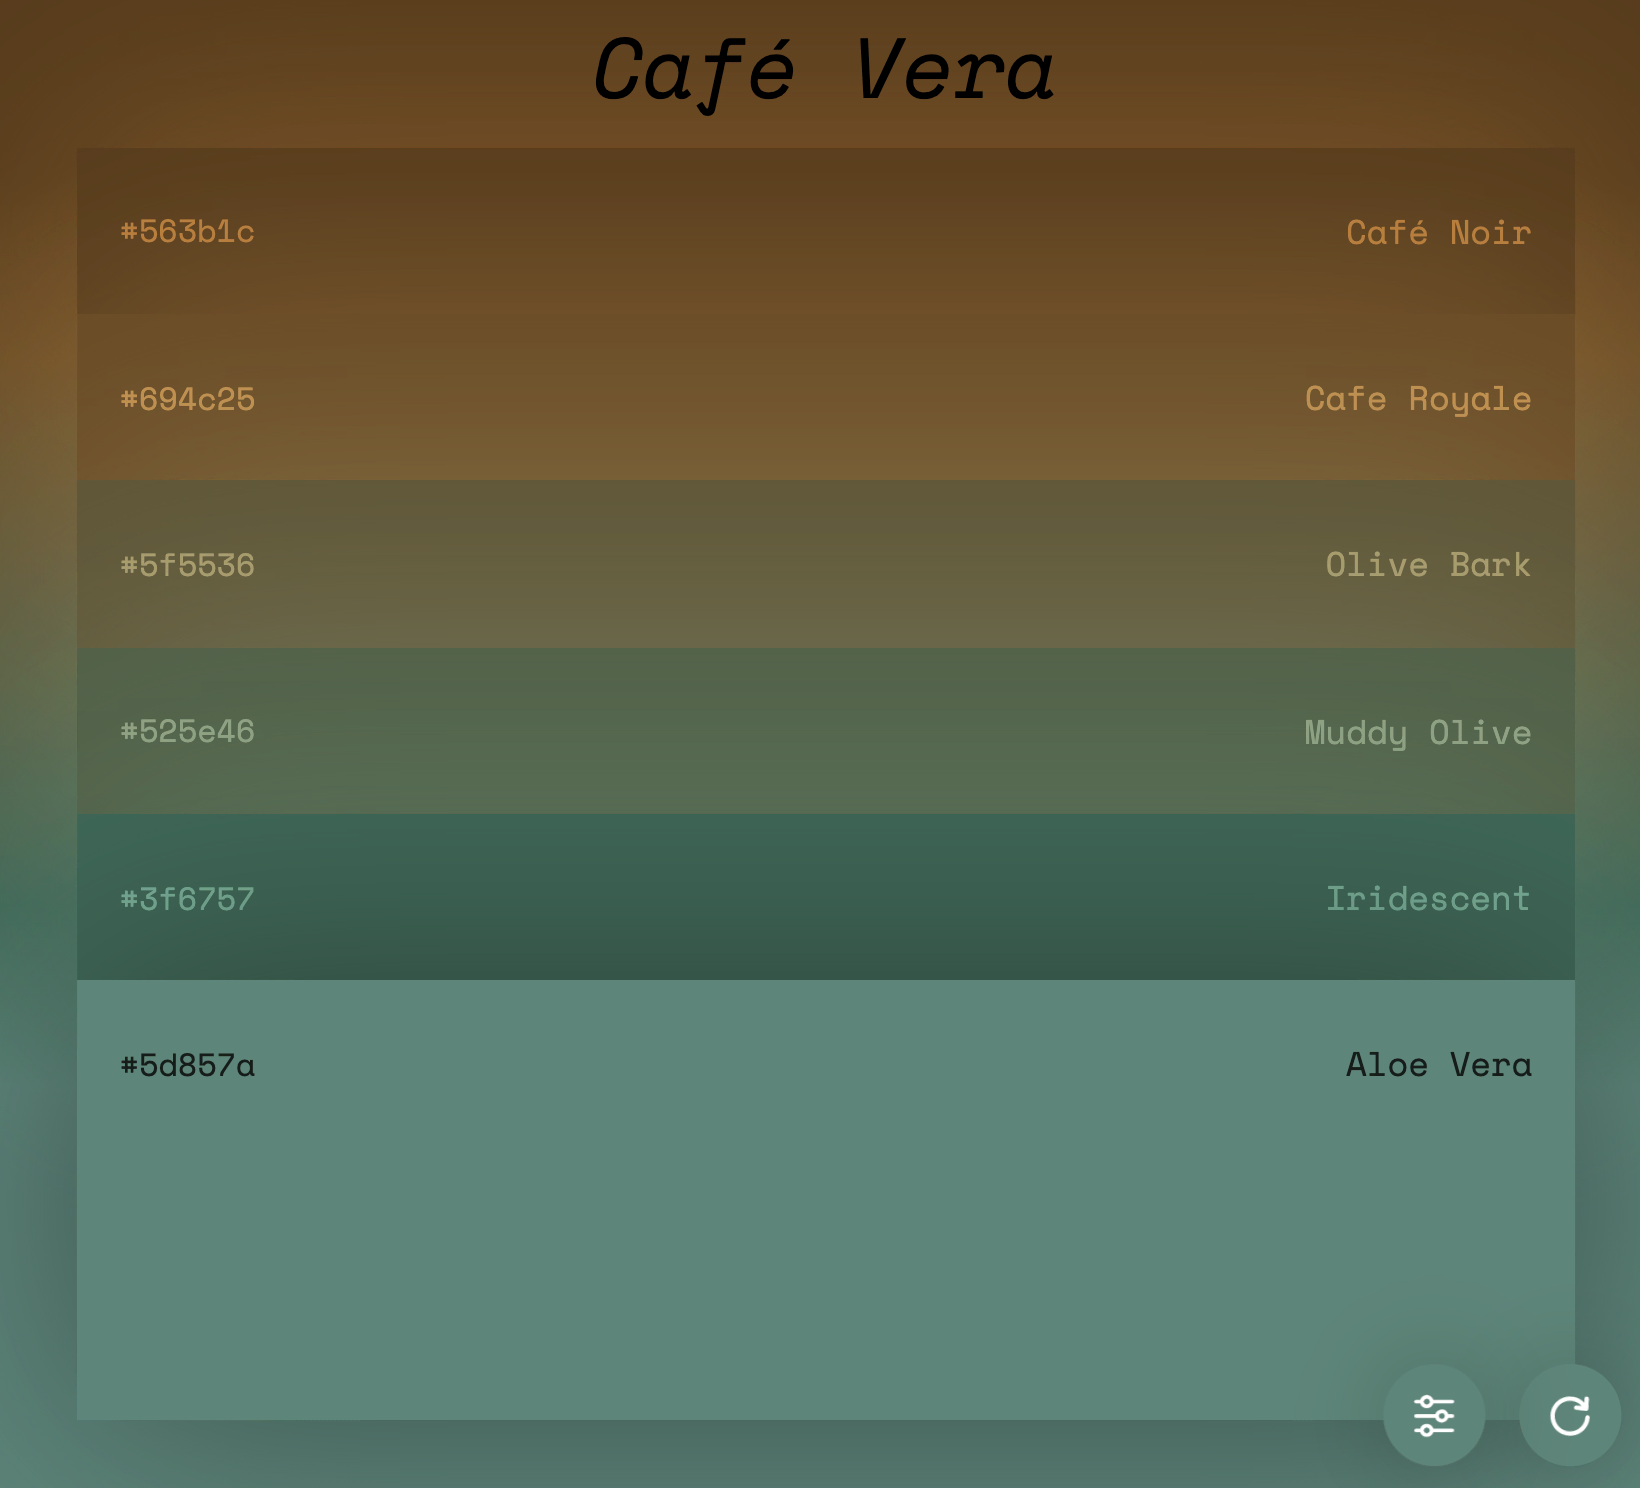 Café Vera
#563b1c Café Noir
#694c25 Cafe Royale
#5f5536 Olive Bark
#525e46 Muddy Olive
#3f6757 Iridescent
#5d857a Aloe Vera